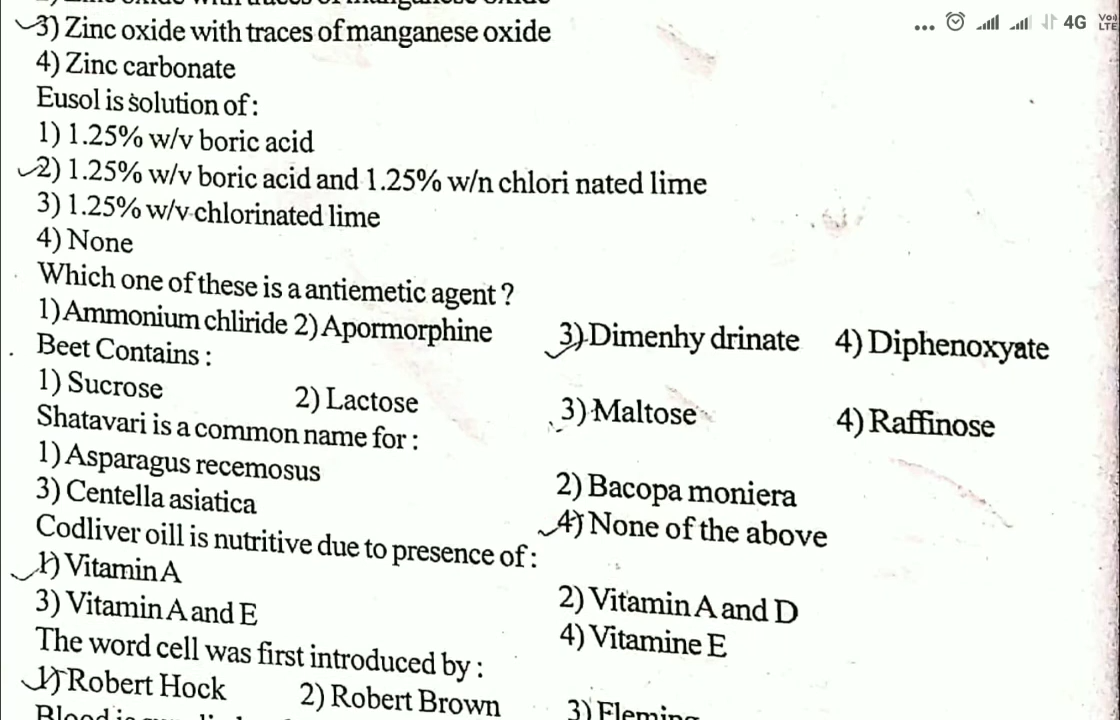 3) Zinc oxide with traces of manganese oxide
4) Zinc carbonate
Eusol is solution of :
1) 1.25% w/v boric acid
2) 1.25% w/v boric acid and 1.25% w/n chlori nated lime
3) 1.25% w/v chlorinated lime
4) None
Which one of these is a antiemetic agent ?
1) Ammonium chliride 2) Apormorphine 3) Dimenhy drinate 4) Diphenoxyate
Beet Contains :
1) Sucrose 2) Lactose 3) Maltose 4) Raffinose
Shatavari is a common name for :
1) Asparagus recemosus 2) Bacopa moniera
3) Centella asiatica 4) None of the above
Codliver oill is nutritive due to presence of :
1) Vitamin A 2) Vitamin A and D
3) Vitamin A and E 4) Vitamine E
The word cell was first introduced by :
1) Robert Hock 2) Robert Brown 3) Fleming
... 4G VoLTE